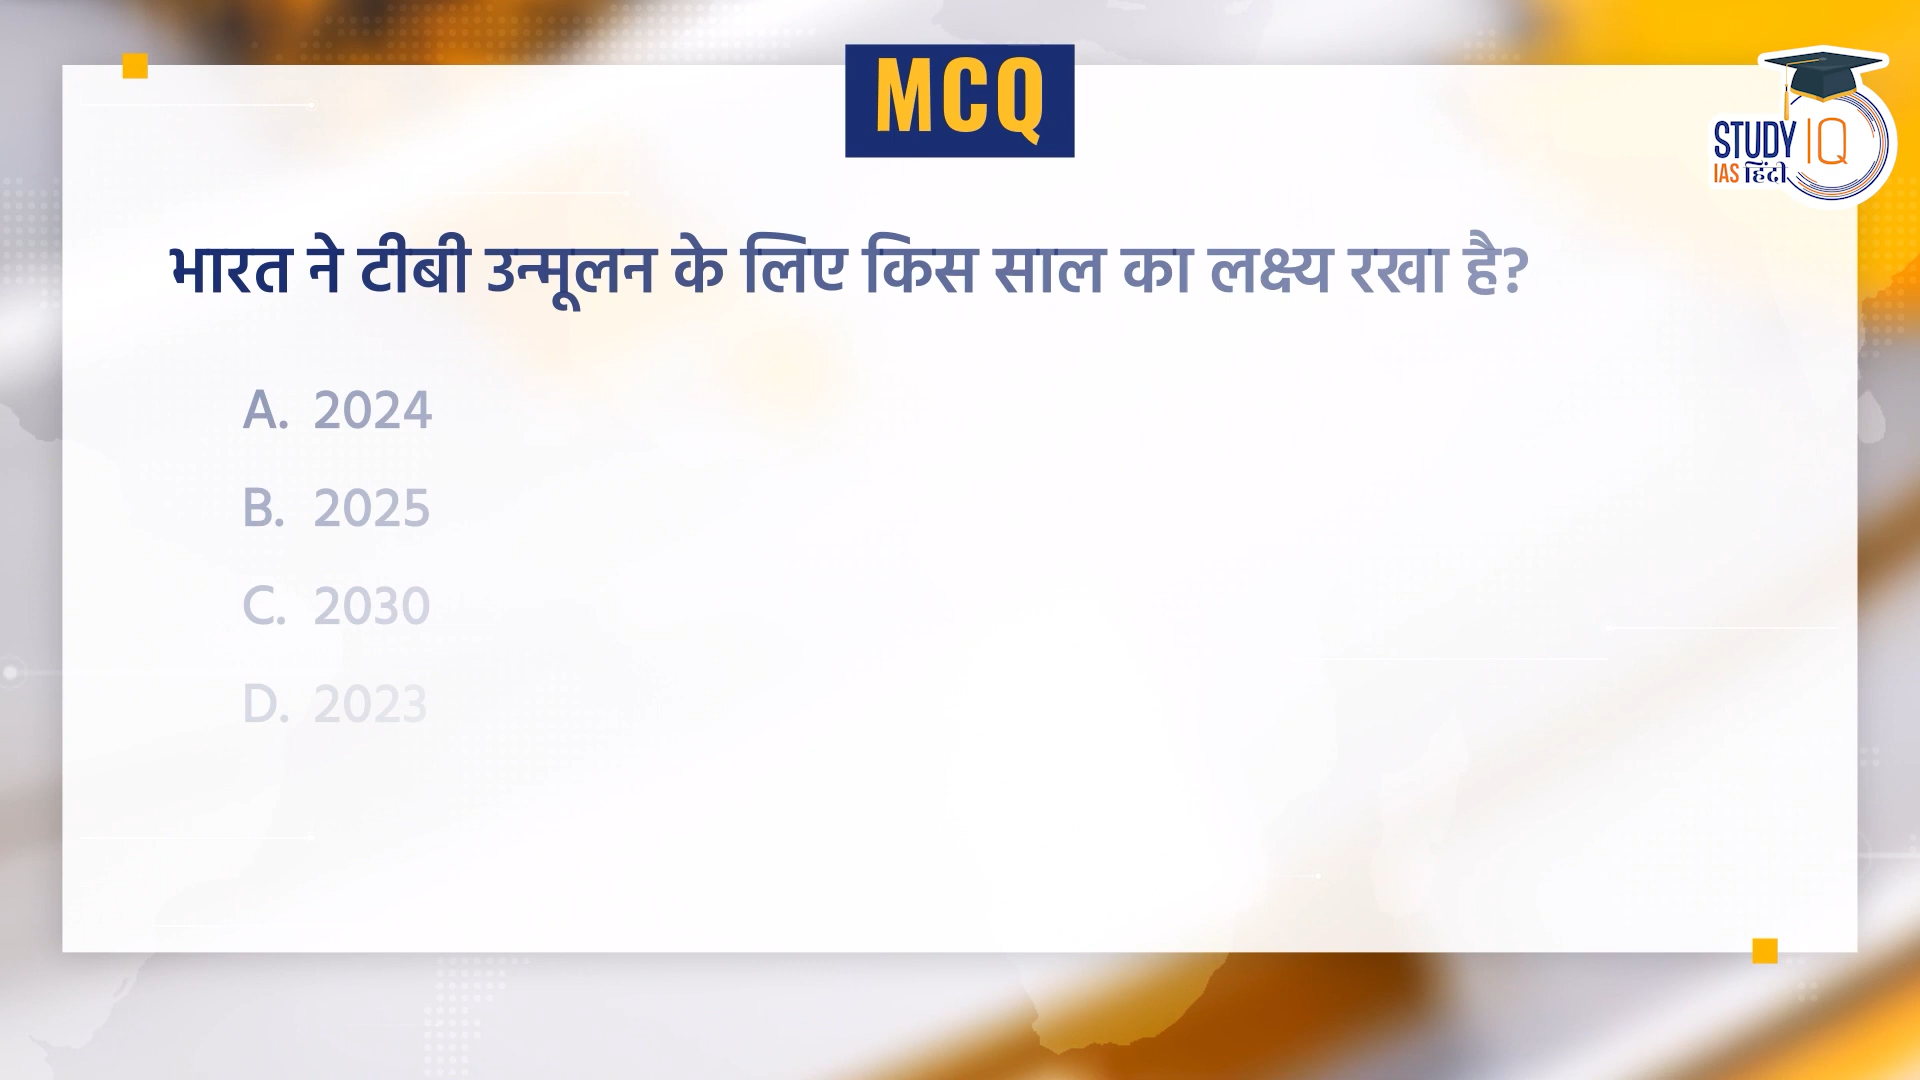 MCQ
STUDY IQ
IAS हिंदी
भारत ने टीबी उन्मूलन के लिए किस साल का लक्ष्य रखा है?
A. 2024
B. 2025
C. 2030
D. 2023